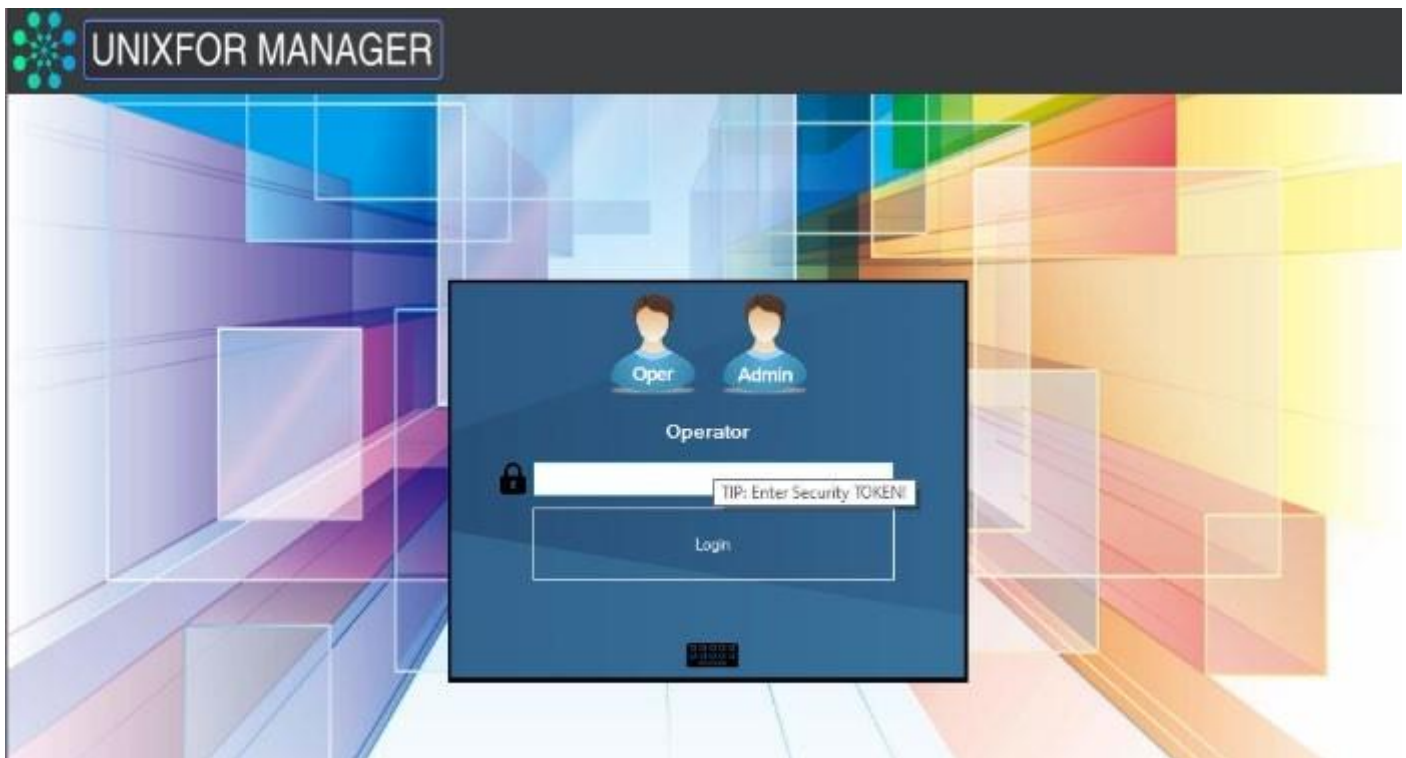 UNIXFOR MANAGER
Oper Admin
Operator
TIP: Enter Security TOKEN!
Login